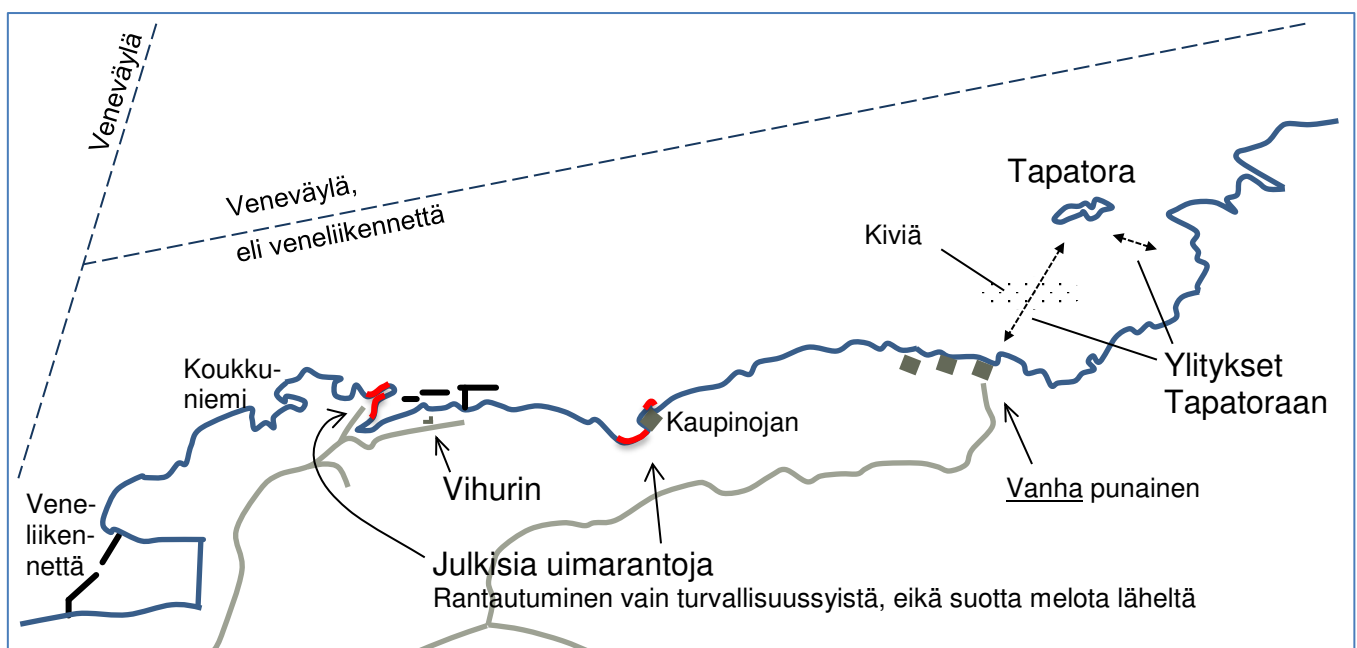 Veneväylä
Veneväylä,
eli veneliikennettä
Tapatora
Kiviä
Koukku-
niemi
Ylitykset
Tapatoraan
Kaupinojan
Vihurin
Vanha punainen
Vene-
liiken-
nettä
Julkisia uimarantoja
Rantautuminen vain turvallisuussyistä, eikä suotta melota läheltä